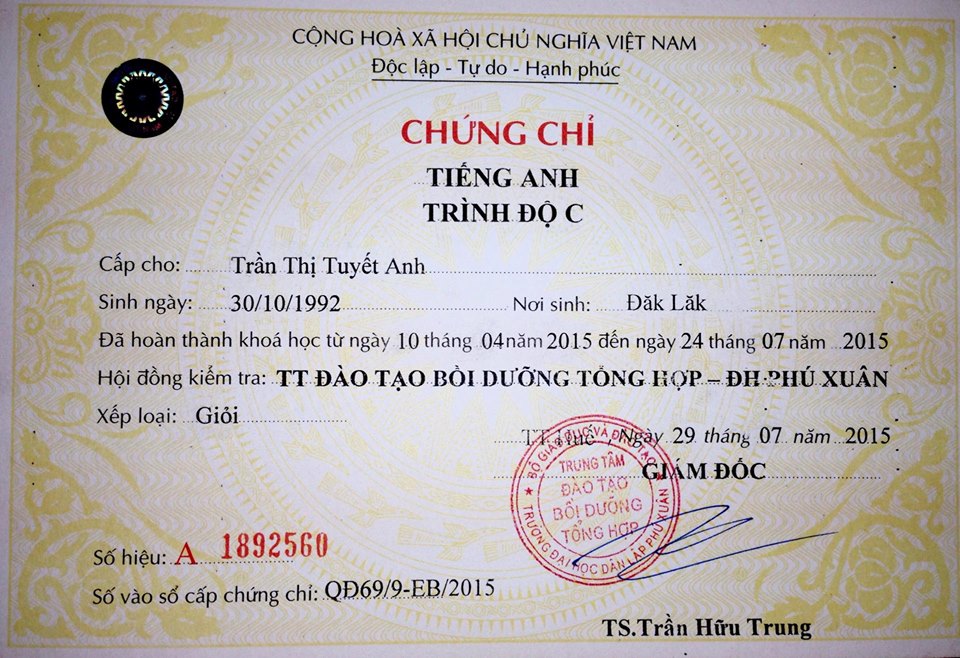 CỘNG HOÀ XÃ HỘI CHỦ NGHĨA VIỆT NAM
Độc lập - Tự do - Hạnh phúc
CHỨNG CHỈ
TIẾNG ANH
TRÌNH ĐỘ C
Cấp cho: Trần Thị Tuyết Anh
Sinh ngày: 30/10/1992 Nơi sinh: Đăk Lăk
Đã hoàn thành khoá học từ ngày 10 tháng 04 năm 2015 đến ngày 24 tháng 07 năm 2015
Hội đồng kiểm tra: TT ĐÀO TẠO BỒI DƯỠNG TỔNG HỢP – ĐH PHÚ XUÂN
Xếp loại: Giỏi
TT Huế, Ngày 29 tháng 07 năm 2015
GIÁM ĐỐC
BỘ GIÁO DỤC VÀ ĐÀO TẠO
TRUNG TÂM
ĐÀO TẠO
BỒI DƯỠNG
TỔNG HỢP
TRƯỜNG ĐẠI HỌC DÂN LẬP PHÚ XUÂN
Số hiệu: A 1892560
Số vào sổ cấp chứng chỉ: QĐ69/9-EB/2015
TS.Trần Hữu Trung